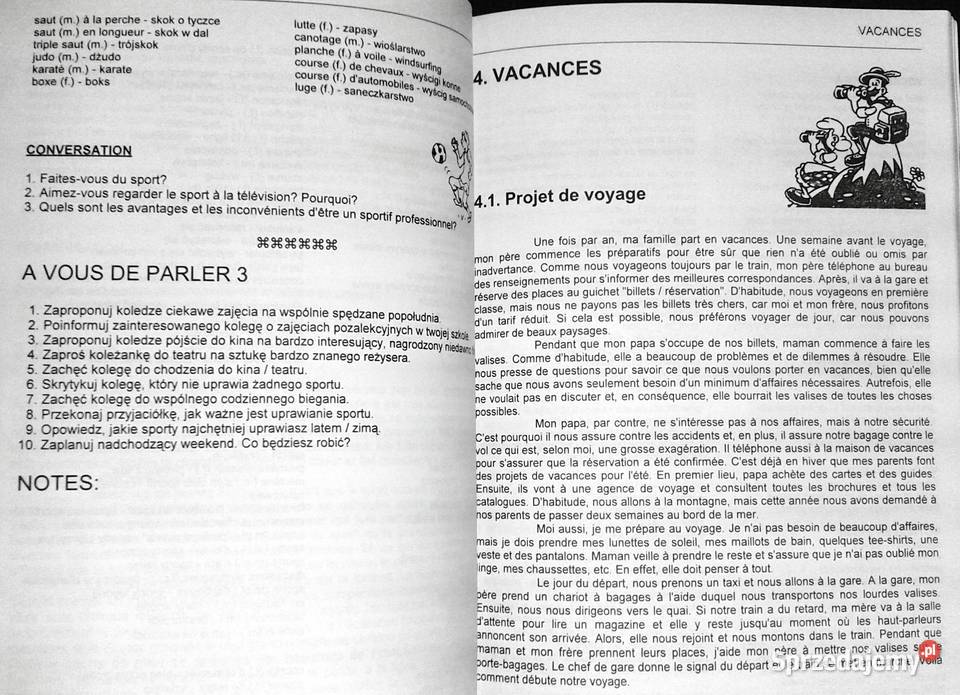 saut (m.) à la perche - skok o tyczce
saut (m.) en longueur - skok w dal
triple saut (m.) - trójskok
judo (m.) - dżudo
karaté (m.) - karate
boxe (f.) - boks
lutte (f.) - zapasy
canotage (m.) - wioślarstwo
planche (f.) à voile - windsurfing
course (f.) de chevaux - wyścigi konne
course (f.) d'automobiles - wyścig
luge (f.) - saneczkarstwo
CONVERSATION
1. Faites-vous du sport?
2. Aimez-vous regarder le sport à la télévision? Pourquoi?
3. Quels sont les avantages et les inconvénients d'être un sportif professionnel?
⌘⌘⌘⌘⌘⌘
A VOUS DE PARLER 3
1. Zaproponuj koledze ciekawe zajęcia na wspólnie spędzane popołudnia.
2. Poinformuj zainteresowanego kolegę o zajęciach pozalekcyjnych w twojej szkole.
3. Zaproponuj koledze pójście do kina na bardzo interesujący, nagrodzony niedawno
4. Zaproś koleżankę do teatru na sztukę bardzo znanego reżysera.
5. Zachęć kolegę do chodzenia do kina / teatru.
6. Skrytykuj kolegę, który nie uprawia żadnego sportu.
7. Zachęć kolegę do wspólnego codziennego biegania.
8. Przekonaj przyjaciółkę, jak ważne jest uprawianie sportu.
9. Opowiedz, jakie sporty najchętniej uprawiasz latem / zimą.
10. Zaplanuj nadchodzący weekend. Co będziesz robić?
NOTES:
VACANCES
4. VACANCES
4.1. Projet de voyage
Une fois par an, ma famille part en vacances. Une semaine avant le voyage,
mon père commence les préparatifs pour être sûr que rien n'a été oublié ou omis par
inadvertance. Comme nous voyageons toujours par le train, mon père téléphone au bureau
des renseignements pour s'informer des meilleures correspondances. Après, il va à la gare et
réserve des places au guichet "billets / réservation". D'habitude, nous voyageons en première
classe, mais nous ne payons pas les billets très chers, car moi et mon frère, nous profitons
d'un tarif réduit. Si cela est possible, nous préférons voyager de jour, car nous pouvons
admirer de beaux paysages.
Pendant que mon papa s'occupe de nos billets, maman commence à faire les
valises. Comme d'habitude, elle a beaucoup de problèmes et de dilemmes à résoudre. Elle
nous presse de questions pour savoir ce que nous voulons porter en vacances, bien qu'elle
sache que nous avons seulement besoin d'un minimum d'affaires nécessaires. Autrefois, elle
ne voulait pas en discuter et, en conséquence, elle bourrait les valises de toutes les choses
possibles.
Mon papa, par contre, ne s'intéresse pas à nos affaires, mais à notre sécurité.
C'est pourquoi il nous assure contre les accidents et, en plus, il assure notre bagage contre le
vol ce qui est, selon moi, une grosse exagération. Il téléphone aussi à la maison de vacances
pour s'assurer que la réservation a été confirmée. C'est déjà en hiver que mes parents font
des projets de vacances pour l'été. En premier lieu, papa achète des cartes et des guides.
Ensuite, ils vont à une agence de voyage et consultent toutes les brochures et tous les
catalogues. D'habitude, nous allons à la montagne, mais cette année nous avons demandé à
nos parents de passer deux semaines au bord de la mer.
Moi aussi, je me prépare au voyage. Je n'ai pas besoin de beaucoup d'affaires,
mais je dois prendre mes lunettes de soleil, mes maillots de bain, quelques tee-shirts, une
veste et des pantalons. Maman veille à prendre le reste et s'assure que je n'ai pas oublié mon
linge, mes chaussettes, etc. En effet, elle doit penser à tout.
Le jour du départ, nous prenons un taxi et nous allons à la gare. A la gare, mon
père prend un chariot à bagages à l'aide duquel nous transportons nos lourdes valises.
Ensuite, nous nous dirigeons vers le quai. Si notre train a du retard, ma mère va à la salle
d'attente pour lire un magazine et elle y reste jusqu'au moment où les haut-parleurs
annoncent son arrivée. Alors, elle nous rejoint et nous montons dans le train. Pendant que
maman et mon frère prennent leurs places, j'aide mon père à mettre nos valises
porte-bagages. Le chef de gare donne le signal du départ Voilà
comment débute notre voyage.
Sprzedajemy.pl